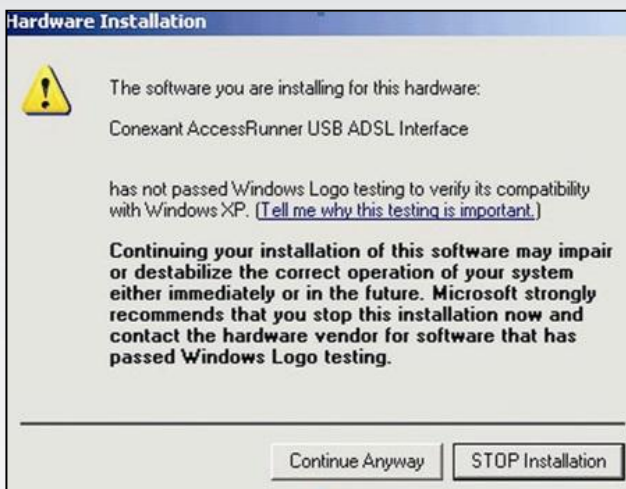 Hardware Installation
The software you are installing for this hardware:
Conexant AccessRunner USB ADSL Interface
has not passed Windows Logo testing to verify its compatibility
with Windows XP. (Tell me why this testing is important.)
Continuing your installation of this software may impair
or destabilize the correct operation of your system
either immediately or in the future. Microsoft strongly
recommends that you stop this installation now and
contact the hardware vendor for software that has
passed Windows Logo testing.
Continue Anyway
STOP Installation